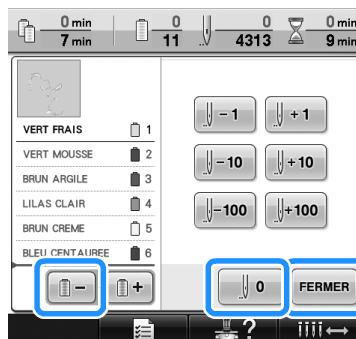 0 min 0 0 0 min
7 min 11 4313 9 min
VERT FRAIS 1
VERT MOUSSE 2
BRUN ARGILE 3
LILAS CLAIR 4
BRUN CREME 5
BLEU CENTAUREE 6
-1 +1
-10 +10
-100 +100
- + 0 FERMER
?